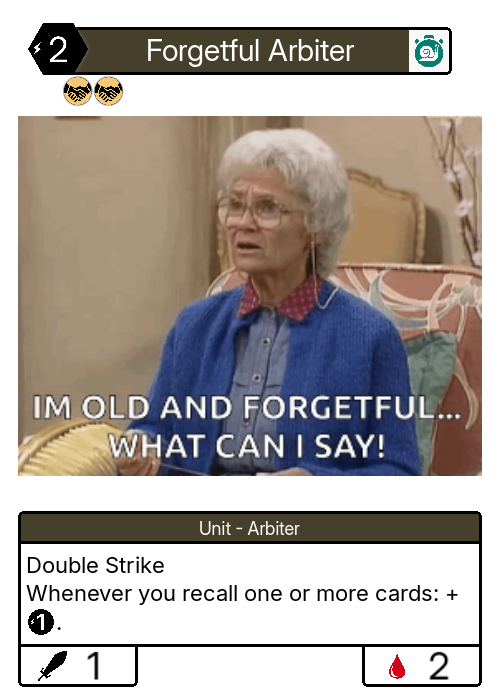 2
Forgetful Arbiter
IM OLD AND FORGETFUL...
WHAT CAN I SAY!
Unit - Arbiter
Double Strike
Whenever you recall one or more cards: +
1.
1
2